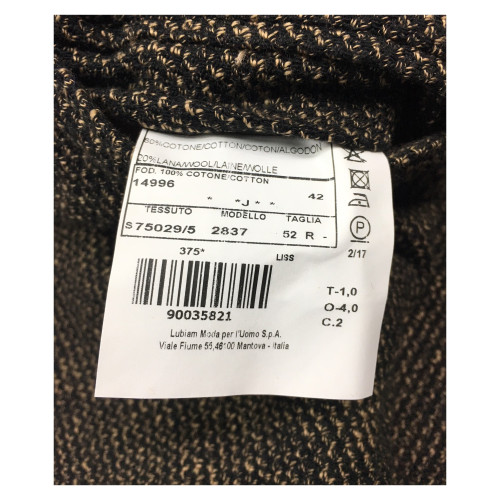 80%COTONE/COTTON/COTON/ALGODON
20%LANA/WOOL/LAINE/WOLLE
FOD. 100% COTONE/COTTON
14996 42
* *J* *
TESSUTO MODELLO TAGLIA
S75029/5 2837 52 R -
P
375* LISS 2/17
90035821
T-1,0
O-4,0
C.2
Lubiam Moda per l'Uomo S.p.A.
Viale Fiume 55,46100 Mantova - Italia